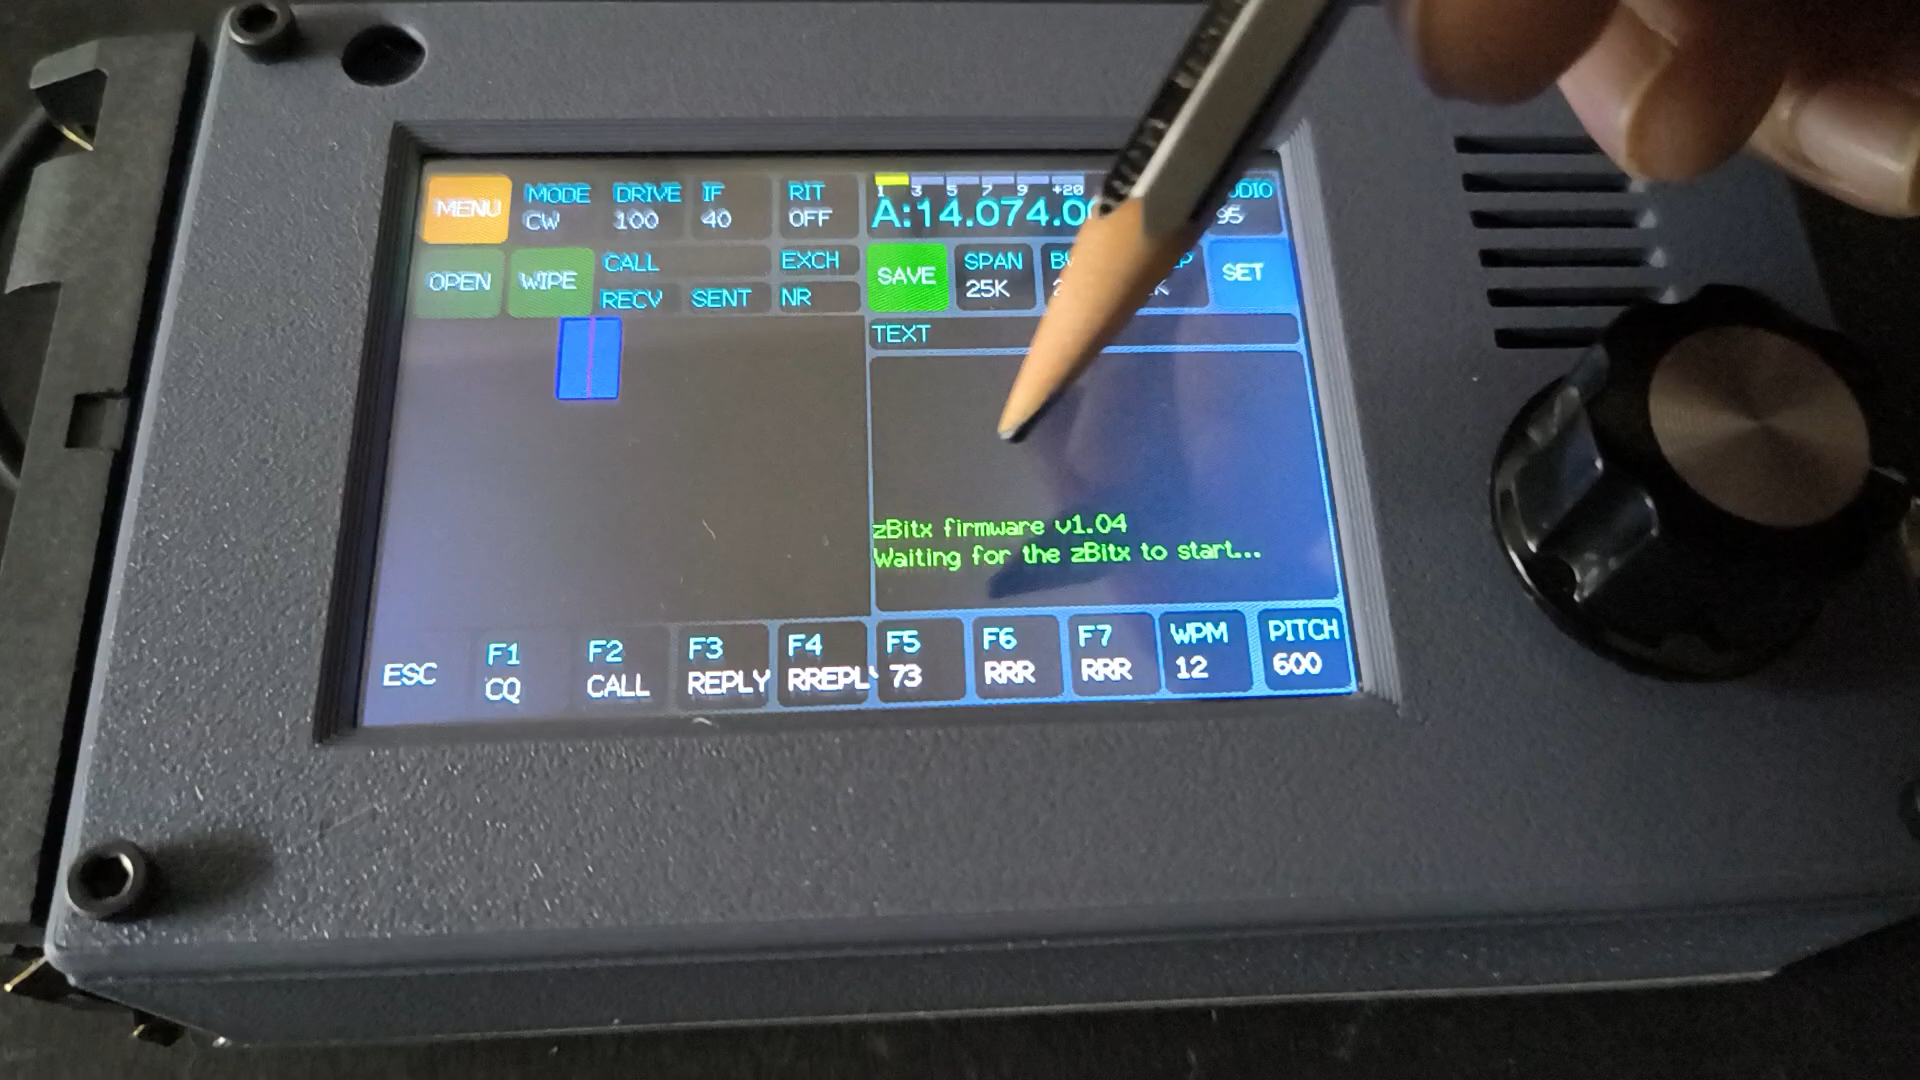 MENU
MODE
CW
DRIVE
100
IF
40
RIT
OFF
1 3 5 7 9 +20
A:14.074.0
95
OPEN
WIPE
CALL
EXCH
RECV
SENT
NR
SAVE
SPAN
25K
SET
TEXT
zBitx firmware v1.04
Waiting for the zBitx to start...
ESC
F1
CQ
F2
CALL
F3
REPLY
F4
RREPL
F5
73
F6
RRR
F7
RRR
WPM
12
PITCH
600